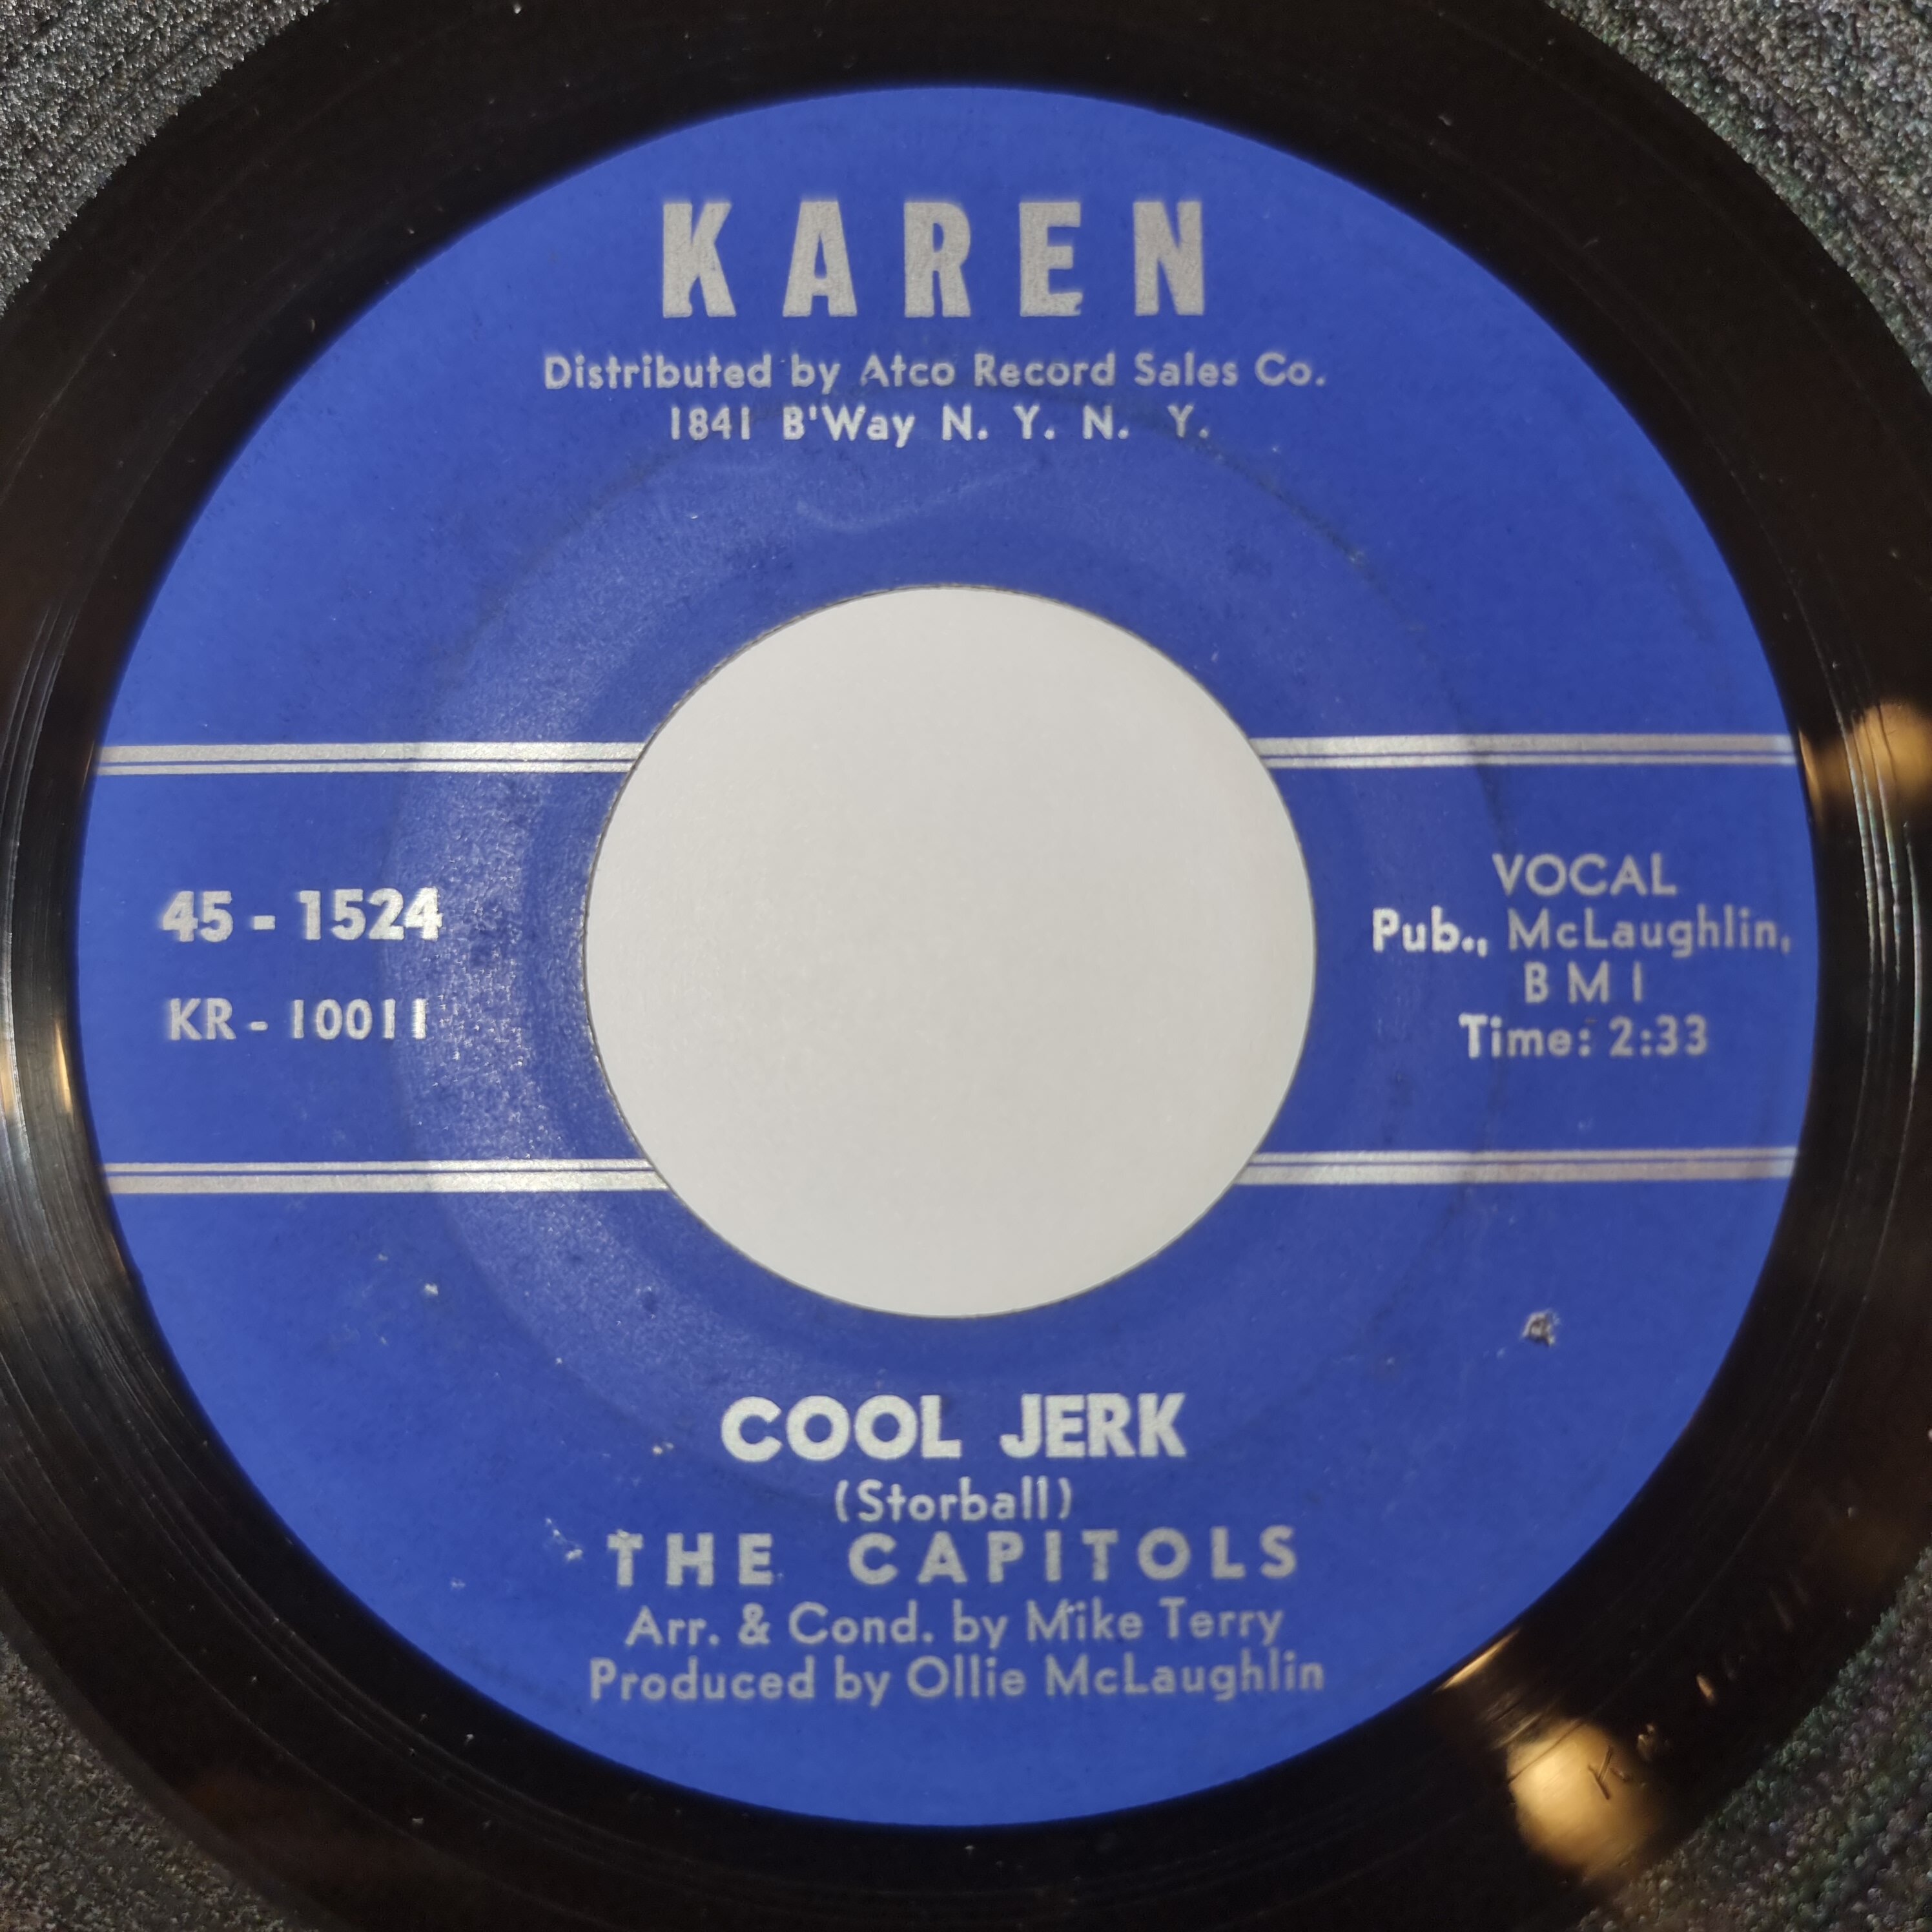 KAREN
Distributed by Atco Record Sales Co.
1841 B'Way N. Y. N. Y.
45 - 1524
KR - 10011
VOCAL
Pub., McLaughlin,
B M I
Time: 2:33
COOL JERK
(Storball)
THE CAPITOLS
Arr. & Cond. by Mike Terry
Produced by Ollie McLaughlin